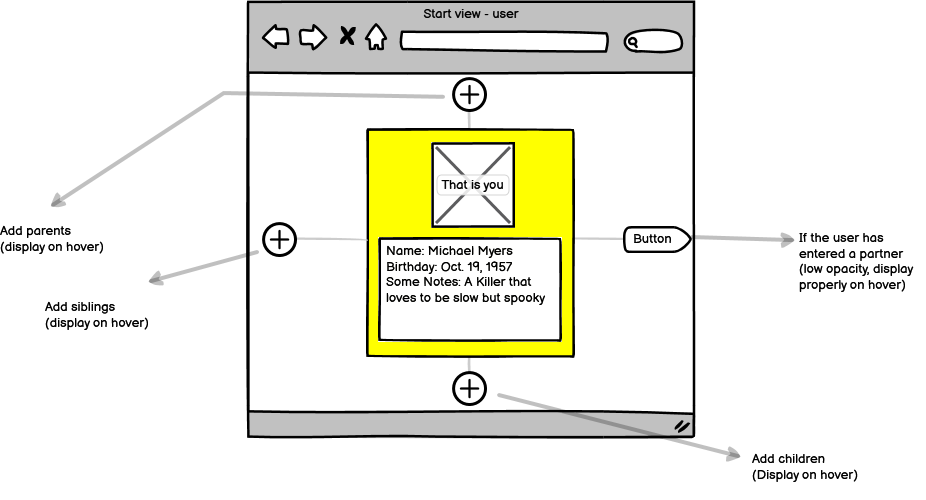 Start view - user
That is you
Name: Michael Myers
Birthday: Oct. 19, 1957
Some Notes: A Killer that
loves to be slow but spooky
Button
Add parents
(display on hover)
Add siblings
(display on hover)
If the user has
entered a partner
(low opacity, display
properly on hover)
Add children
(Display on hover)